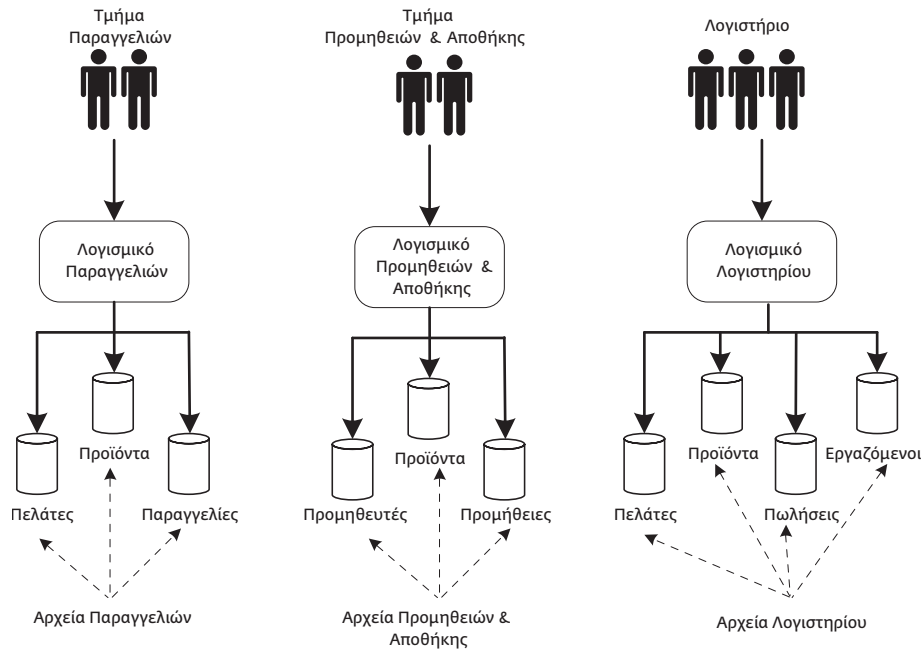 Τμήμα
Παραγγελιών
Τμήμα
Προμηθειών & Αποθήκης
Λογιστήριο
Λογισμικό
Παραγγελιών
Λογισμικό
Προμηθειών &
Αποθήκης
Λογισμικό
Λογιστηρίου
Προϊόντα
Πελάτες
Παραγγελίες
Προϊόντα
Προμηθευτές
Προμήθειες
Προϊόντα
Εργαζόμενοι
Πελάτες
Πωλήσεις
Αρχεία Παραγγελιών
Αρχεία Προμηθειών &
Αποθήκης
Αρχεία Λογιστηρίου